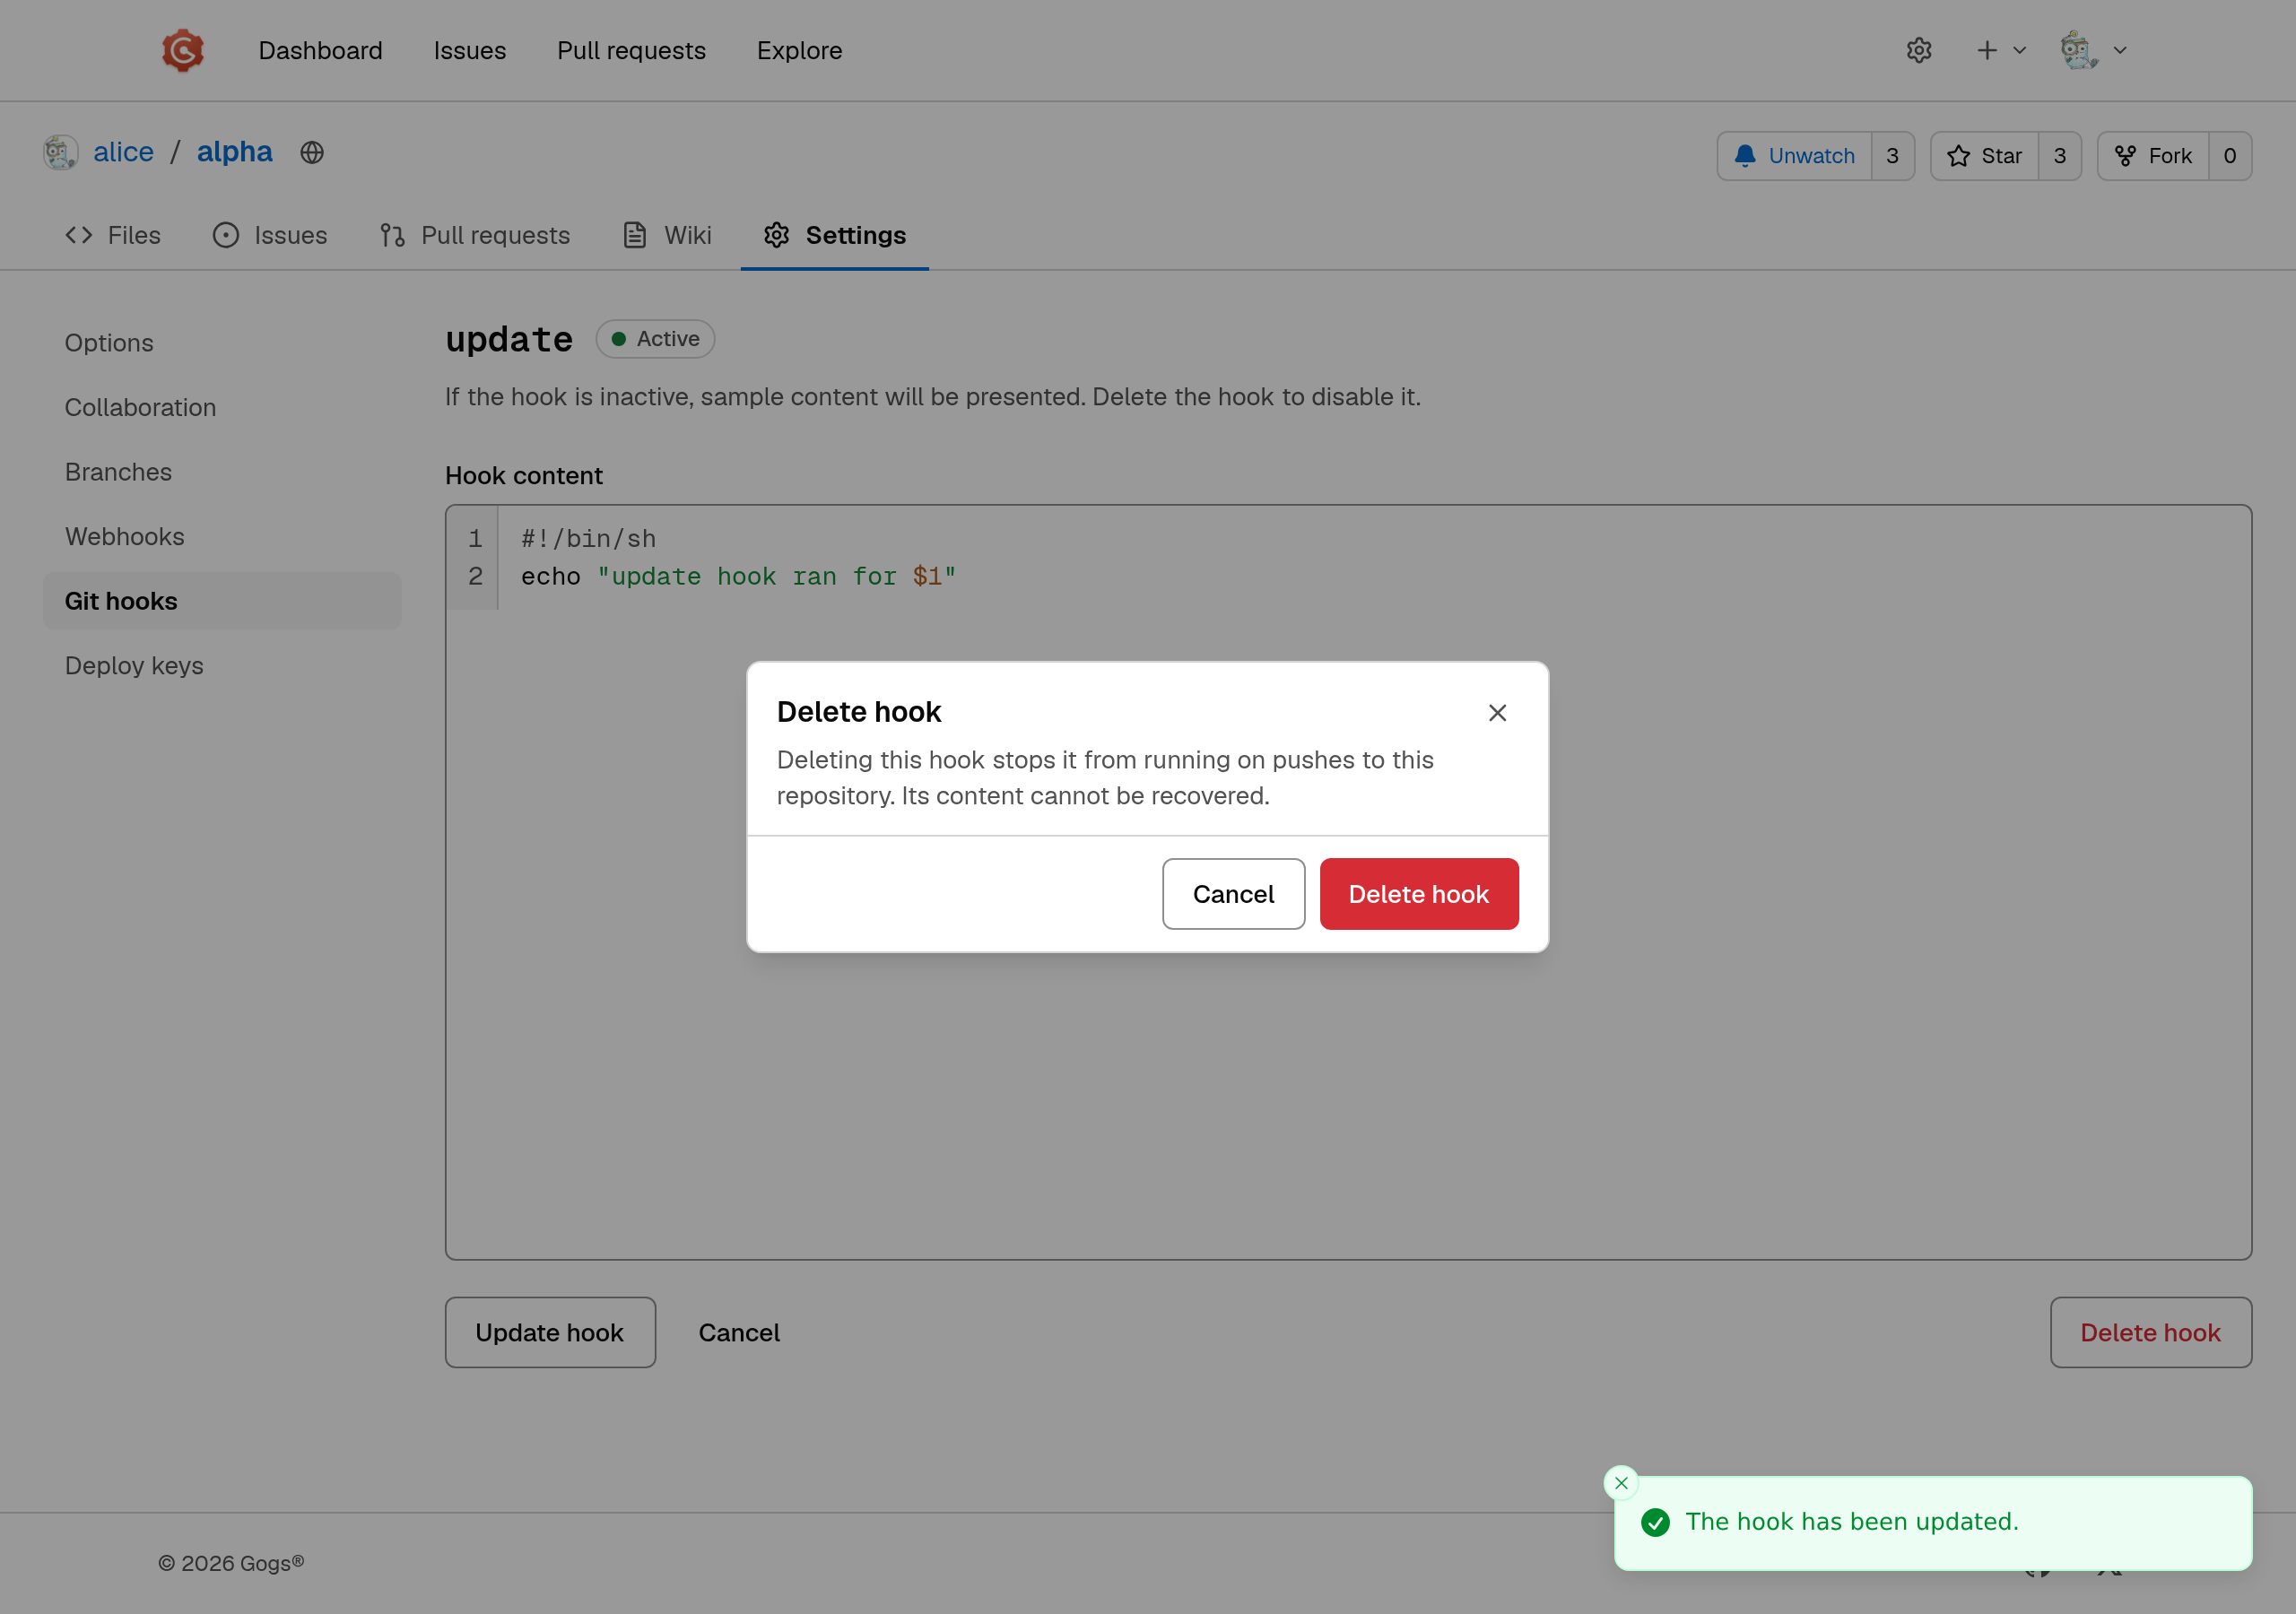 Dashboard Issues Pull requests Explore
alice / alpha
Unwatch 3 Star 3 Fork 0
Files Issues Pull requests Wiki Settings
Options
Collaboration
Branches
Webhooks
Git hooks
Deploy keys
update Active
If the hook is inactive, sample content will be presented. Delete the hook to disable it.
Hook content
1 #!/bin/sh
2 echo "update hook ran for $1"
Delete hook
Deleting this hook stops it from running on pushes to this
repository. Its content cannot be recovered.
Cancel Delete hook
Update hook Cancel Delete hook
The hook has been updated.
© 2026 Gogs®